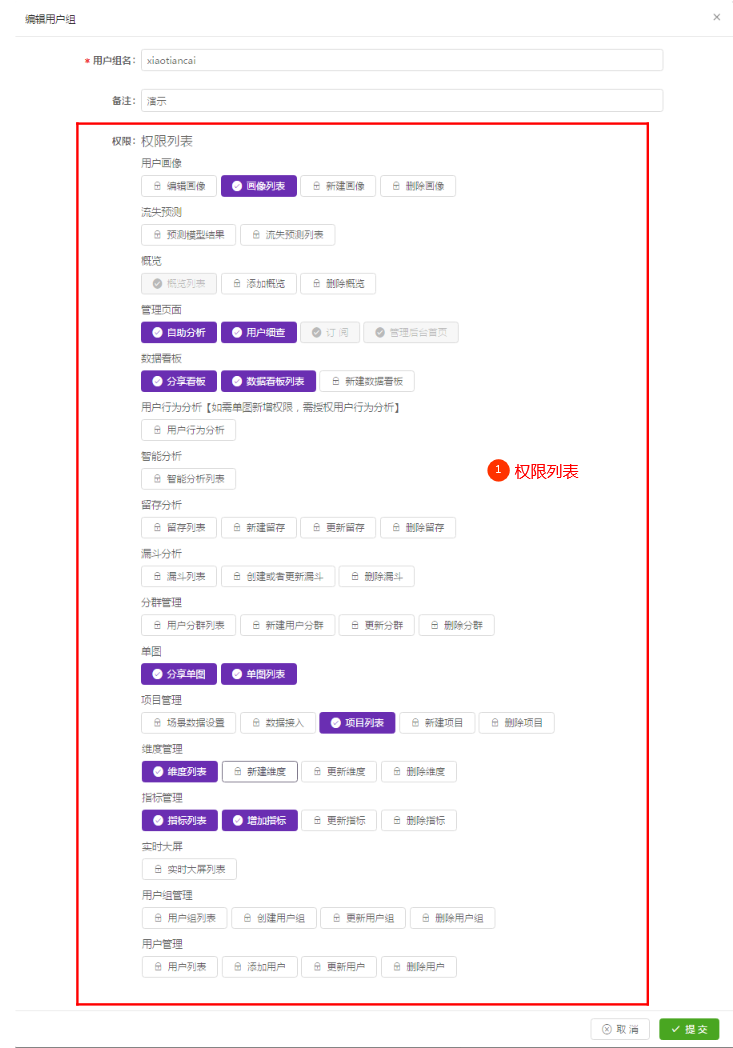 编辑用户组
* 用户组名: xiaotiancai
备注: 演示
权限: 权限列表
用户画像
编辑画像 画像列表 新建画像 删除画像
流失预测
预测模型结果 流失预测列表
概览
概览列表 添加概览 删除概览
管理页面
自助分析 用户细查 订阅 管理后台首页
数据看板
分享看板 数据看板列表 新建数据看板
用户行为分析【如需单图新增权限，需授权用户行为分析】
用户行为分析
智能分析
智能分析列表
1 权限列表
留存分析
留存列表 新建留存 更新留存 删除留存
漏斗分析
漏斗列表 创建或者更新漏斗 删除漏斗
分群管理
用户分群列表 新建用户分群 更新分群 删除分群
单图
分享单图 单图列表
项目管理
场景数据设置 数据接入 项目列表 新建项目 删除项目
维度管理
维度列表 新建维度 更新维度 删除维度
指标管理
指标列表 增加指标 更新指标 删除指标
实时大屏
实时大屏列表
用户组管理
用户组列表 创建用户组 更新用户组 删除用户组
用户管理
用户列表 添加用户 更新用户 删除用户
取消 提交